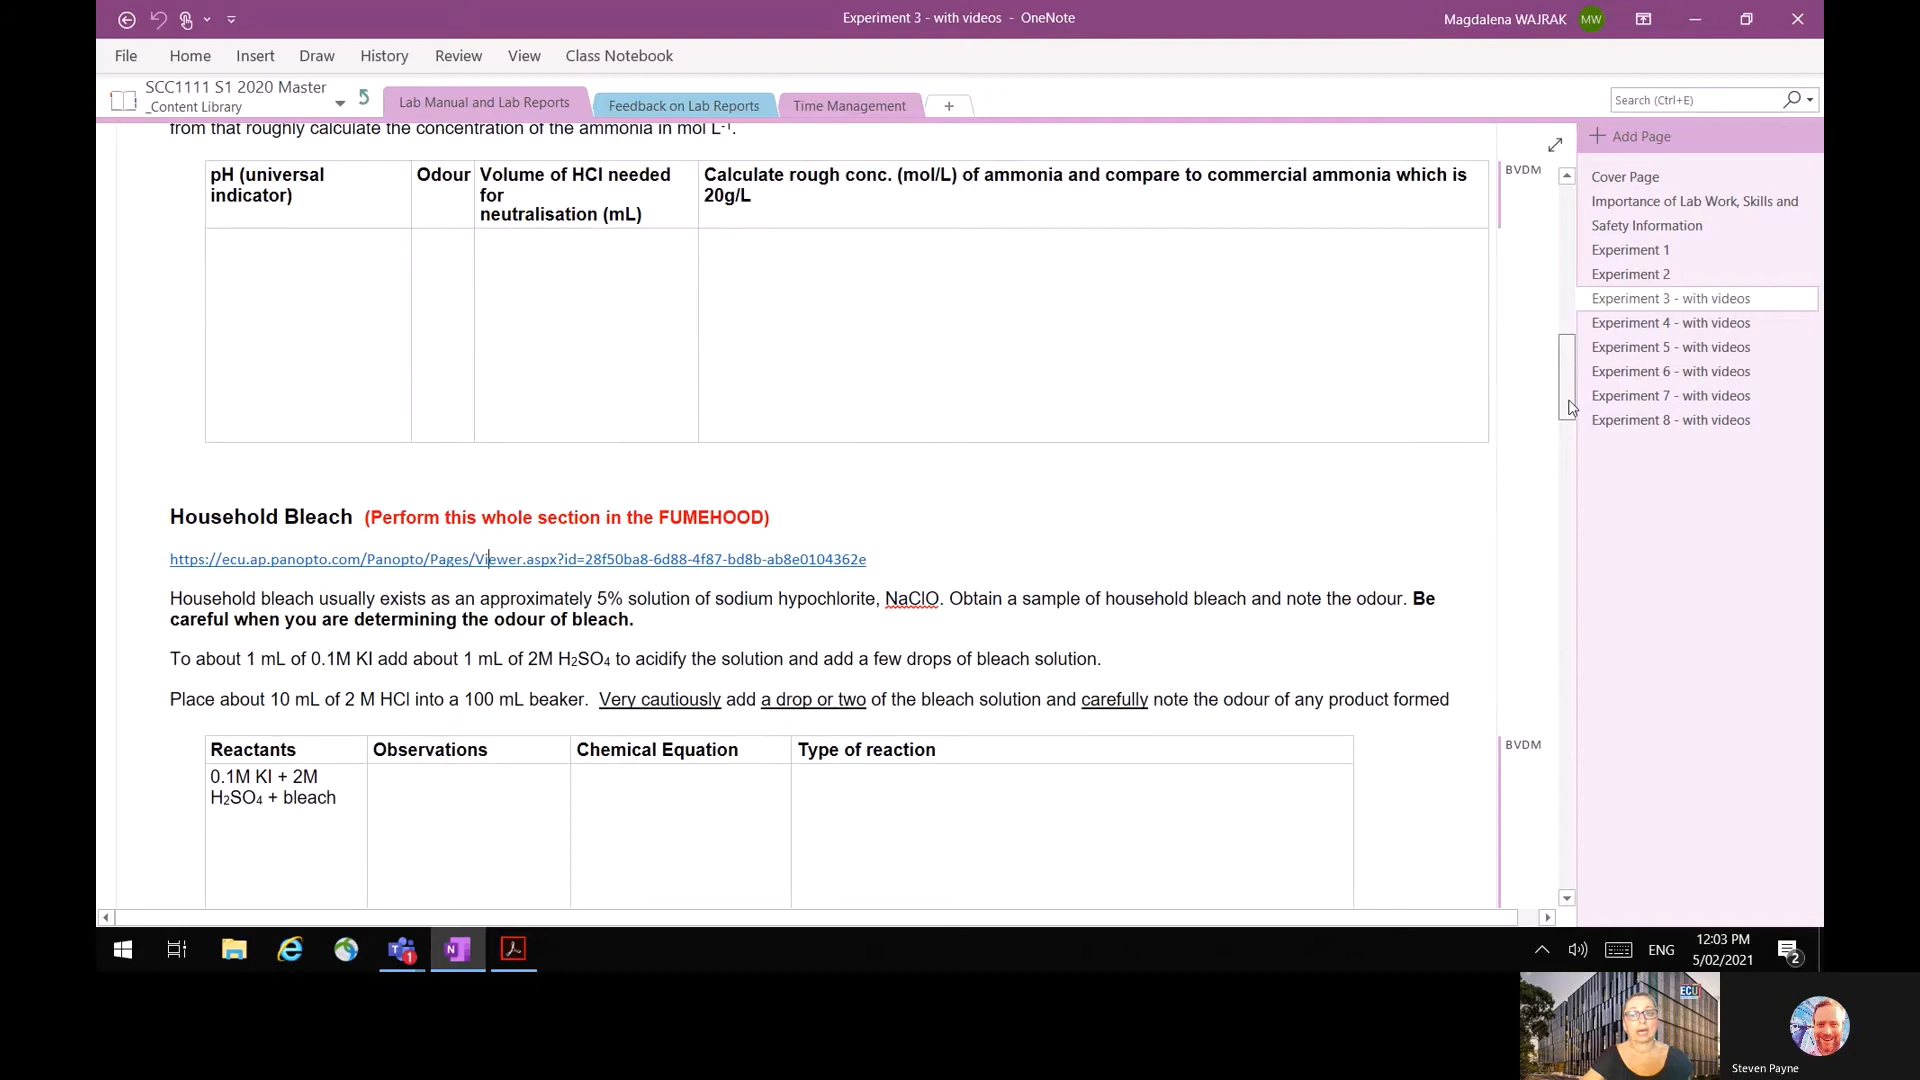 Experiment 3 - with videos - OneNote
Magdalena WAJRAK MW
File Home Insert Draw History Review View Class Notebook
SCC1111 S1 2020 Master
_Content Library
Lab Manual and Lab Reports
Feedback on Lab Reports
Time Management
+
Search (Ctrl+E)
from that roughly calculate the concentration of the ammonia in mol L⁻¹.
pH (universal indicator)
Odour
Volume of HCl needed
for
neutralisation (mL)
Calculate rough conc. (mol/L) of ammonia and compare to commercial ammonia which is
20g/L
BVDM
Household Bleach (Perform this whole section in the FUMEHOOD)
https://ecu.ap.panopto.com/Panopto/Pages/Viewer.aspx?id=28f50ba8-6d88-4f87-bd8b-ab8e0104362e
Household bleach usually exists as an approximately 5% solution of sodium hypochlorite, NaClO. Obtain a sample of household bleach and note the odour. Be
careful when you are determining the odour of bleach.
To about 1 mL of 0.1M KI add about 1 mL of 2M H₂SO₄ to acidify the solution and add a few drops of bleach solution.
Place about 10 mL of 2 M HCl into a 100 mL beaker. Very cautiously add a drop or two of the bleach solution and carefully note the odour of any product formed
Reactants Observations Chemical Equation Type of reaction
BVDM
0.1M KI + 2M
H₂SO₄ + bleach
Add Page
Cover Page
Importance of Lab Work, Skills and
Safety Information
Experiment 1
Experiment 2
Experiment 3 - with videos
Experiment 4 - with videos
Experiment 5 - with videos
Experiment 6 - with videos
Experiment 7 - with videos
Experiment 8 - with videos
1
ENG
12:03 PM
5/02/2021
2
ECU
Steven Payne